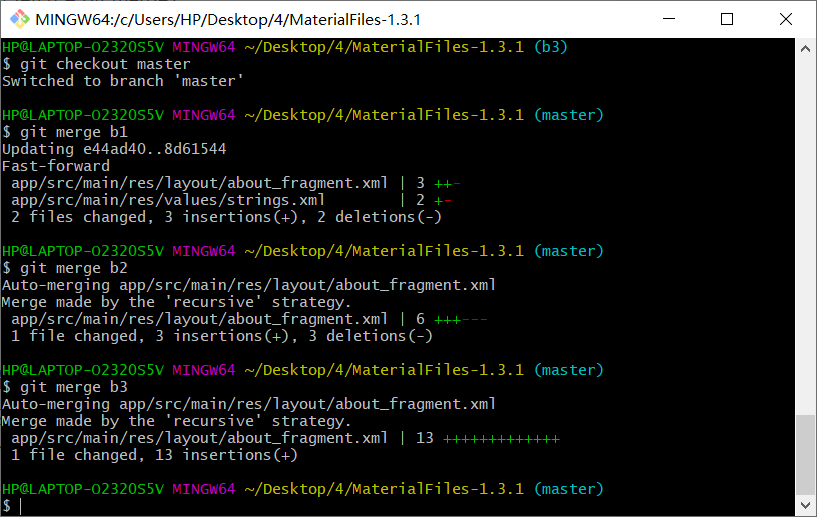 MINGW64:/c/Users/HP/Desktop/4/MaterialFiles-1.3.1
HP@LAPTOP-O2320S5V MINGW64 ~/Desktop/4/MaterialFiles-1.3.1 (b3)
$ git checkout master
Switched to branch 'master'
HP@LAPTOP-O2320S5V MINGW64 ~/Desktop/4/MaterialFiles-1.3.1 (master)
$ git merge b1
Updating e44ad40..8d61544
Fast-forward
app/src/main/res/layout/about_fragment.xml | 3 ++-
app/src/main/res/values/strings.xml        | 2 +-
2 files changed, 3 insertions(+), 2 deletions(-)
HP@LAPTOP-O2320S5V MINGW64 ~/Desktop/4/MaterialFiles-1.3.1 (master)
$ git merge b2
Auto-merging app/src/main/res/layout/about_fragment.xml
Merge made by the 'recursive' strategy.
app/src/main/res/layout/about_fragment.xml | 6 +++---
1 file changed, 3 insertions(+), 3 deletions(-)
HP@LAPTOP-O2320S5V MINGW64 ~/Desktop/4/MaterialFiles-1.3.1 (master)
$ git merge b3
Auto-merging app/src/main/res/layout/about_fragment.xml
Merge made by the 'recursive' strategy.
app/src/main/res/layout/about_fragment.xml | 13 +++++++++++++
1 file changed, 13 insertions(+)
HP@LAPTOP-O2320S5V MINGW64 ~/Desktop/4/MaterialFiles-1.3.1 (master)
$